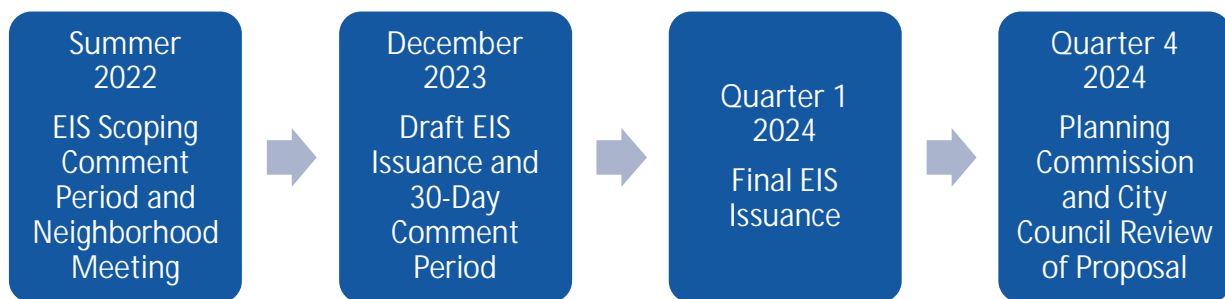 Summer
2022
EIS Scoping
Comment
Period and
Neighborhood
Meeting
December
2023
Draft EIS
Issuance and
30-Day
Comment
Period
Quarter 1
2024
Final EIS
Issuance
Quarter 4
2024
Planning
Commission
and City
Council Review
of Proposal